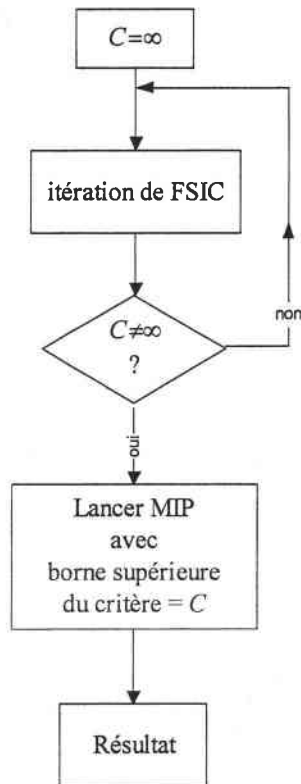 C=∞
itération de FSIC
C≠∞
?
non
oui
Lancer MIP
avec
borne supérieure
du critère = C
Résultat